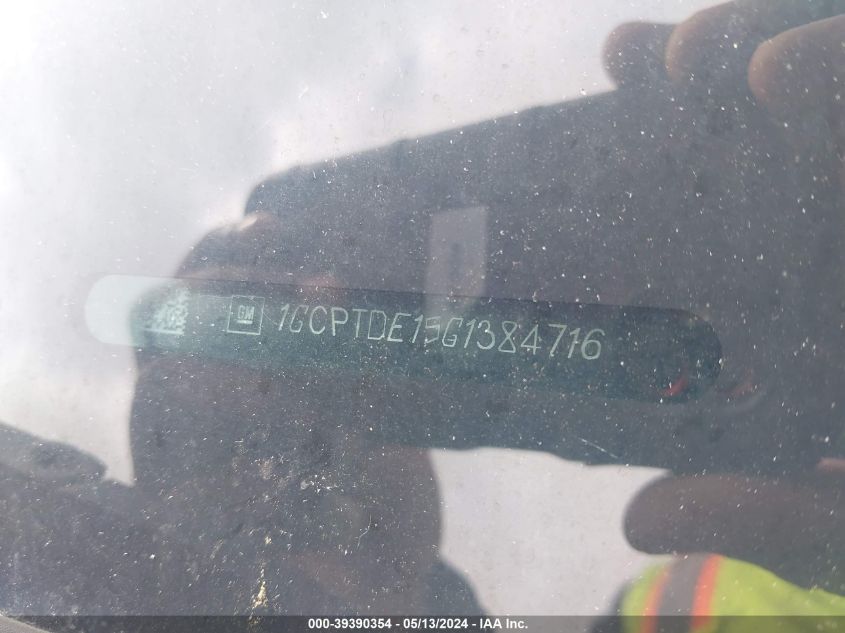 GM 1GCPTDE15G1384716
000-39390354 - 05/13/2024 - IAA Inc.